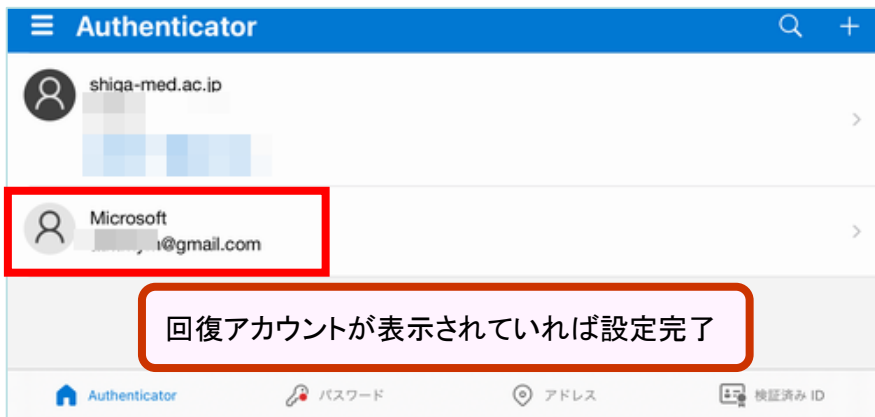 Authenticator
shiga-med.ac.jp
Microsoft
@gmail.com
回復アカウントが表示されていれば設定完了
Authenticator
パスワード
アドレス
検証済み ID